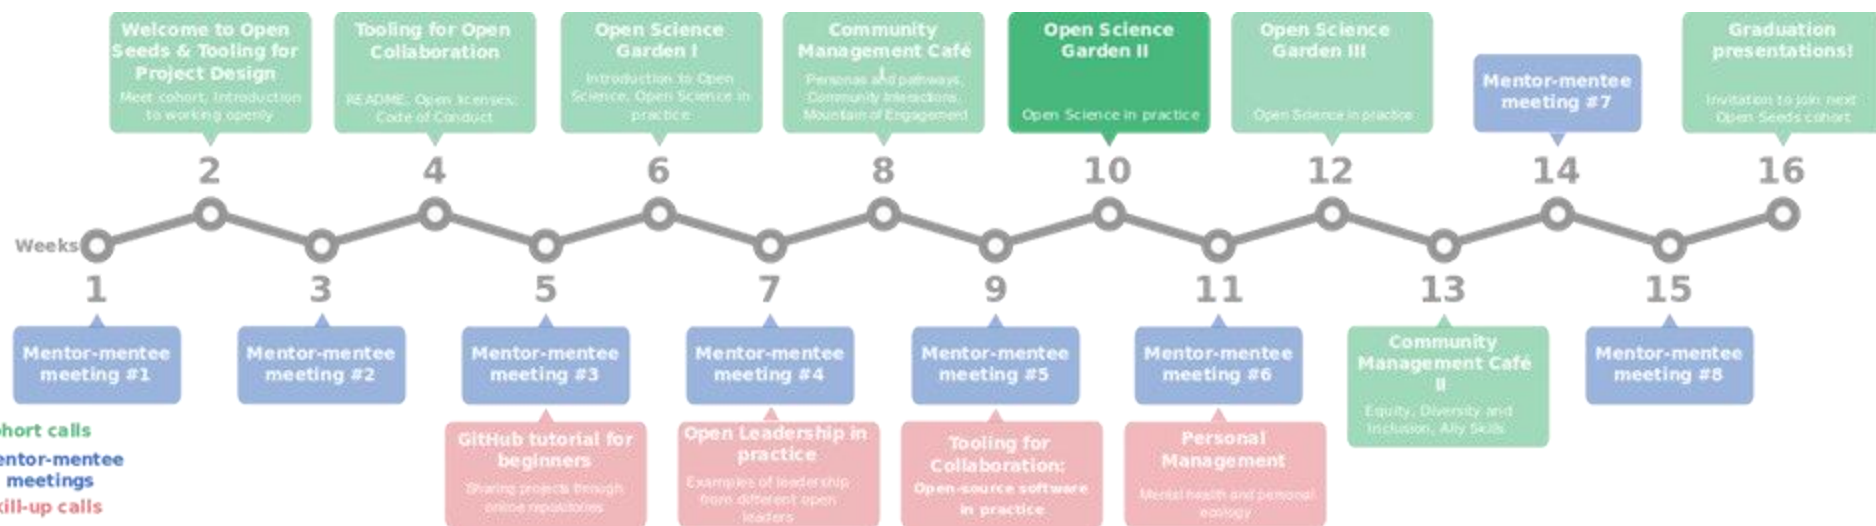 Welcome to Open
Seeds & Tooling for
Project Design
Meet cohort, Introduction
to working openly
Tooling for Open
Collaboration
README, Open licenses,
Code of Conduct
Open Science
Garden I
Introduction to Open
Science, Open Science in
practice
Community
Management Café
I
Personas and pathways,
Community Interactions,
Mountain of Engagement
Open Science
Garden II
Open Science in practice
Open Science
Garden III
Open Science in practice
Mentor-mentee
meeting #7
Graduation
presentations!
Invitation to join next
Open Seeds cohort
2
4
6
8
10
12
14
16
Weeks
1
3
5
7
9
11
13
15
Mentor-mentee
meeting #1
Mentor-mentee
meeting #2
Mentor-mentee
meeting #3
Mentor-mentee
meeting #4
Mentor-mentee
meeting #5
Mentor-mentee
meeting #6
Community
Management Café
II
Equity, Diversity and
Inclusion, Ally Skills
Mentor-mentee
meeting #8
hort calls
entor-mentee
meetings
kill-up calls
GitHub tutorial for
beginners
Sharing projects through
online repositories
Open Leadership in
practice
Examples of leadership
from different open
leaders
Tooling for
Collaboration:
Open-source software
in practice
Personal
Management
Mental health and personal
ecology